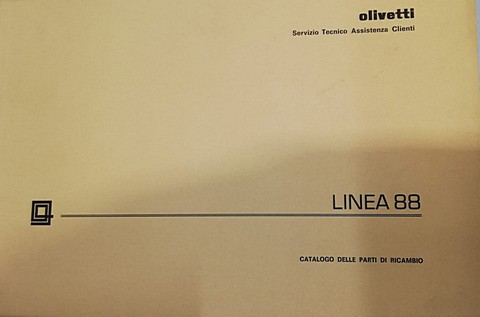 olivetti
Servizio Tecnico Assistenza Clienti
LINEA 88
CATALOGO DELLE PARTI DI RICAMBIO